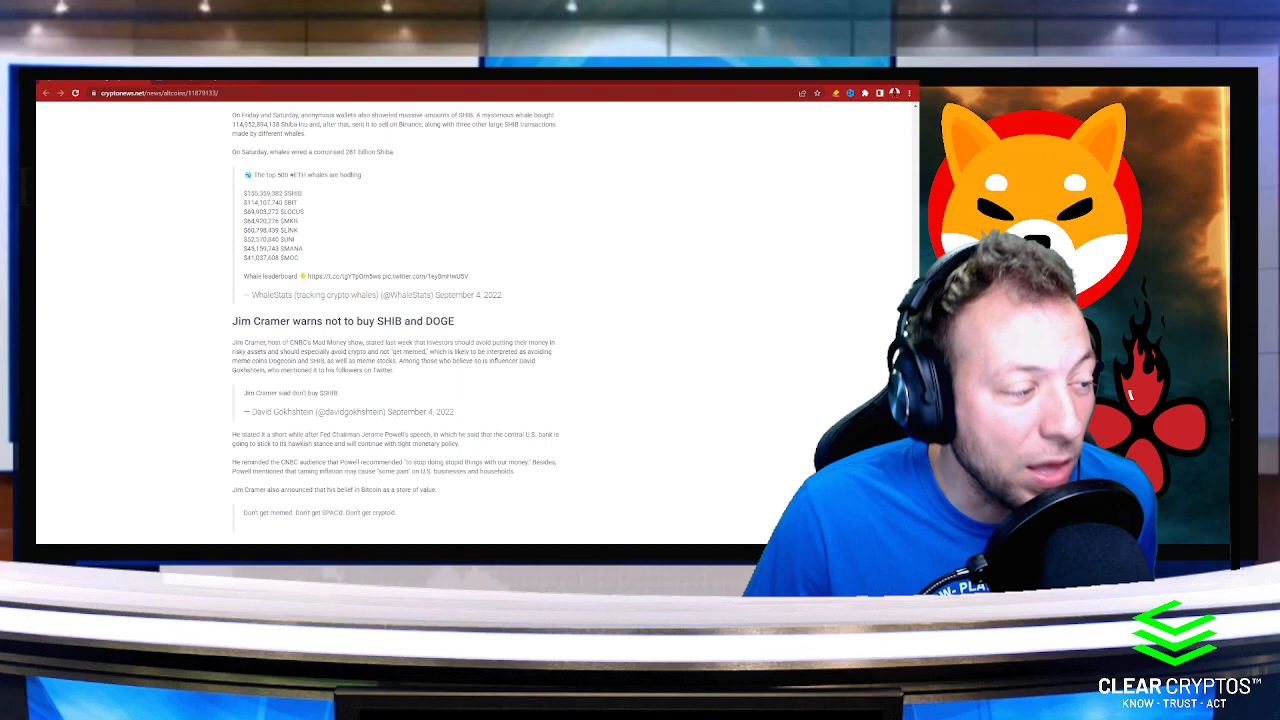 cryptonews.net/news/altcoins/11879133/
On Friday and Saturday, anonymous wallets also shoveled massive amounts of SHIB. A mysterious whale bought
114,952,894,138 Shiba Inu and, after that, sent it to sell on Binance, along with three other large SHIB transactions
made by different whales.
On Saturday, whales wired a comprised 281 billion Shiba.
The top 500 #ETH whales are hodling
$155,359,382 $SHIB
$114,107,740 $BIT
$69,903,272 $LOCUS
$64,920,276 $MKR
$60,798,439 $LINK
$52,570,840 $UNI
$45,159,743 $MANA
$41,037,608 $MOC
Whale leaderboard 👇 https://t.co/tgYTpOm5ws pic.twitter.com/1ey8mHwU5V
— WhaleStats (tracking crypto whales) (@WhaleStats) September 4, 2022
Jim Cramer warns not to buy SHIB and DOGE
Jim Cramer, host of CNBC's Mad Money show, stated last week that investors should avoid putting their money in
risky assets and should especially avoid crypto and not "get memed," which is likely to be interpreted as avoiding
meme coins Dogecoin and SHIB, as well as meme stocks. Among those who believe so is influencer David
Gokhshtein, who mentioned it to his followers on Twitter.
Jim Cramer said don't buy $SHIB.
— David Gokhshtein (@davidgokhshtein) September 4, 2022
He stated it a short while after Fed Chairman Jerome Powell's speech, in which he said that the central U.S. bank is
going to stick to its hawkish stance and will continue with tight monetary policy.
He reminded the CNBC audience that Powell recommended "to stop doing stupid things with our money." Besides,
Powell mentioned that taming inflation may cause "some pain" on U.S. businesses and households.
Jim Cramer also announced that his belief in Bitcoin as a store of value.
Don't get memed. Don't get SPAC'd. Don't get crypto'd.
CLEAR CRYPTOS™
KNOW - TRUST - ACT